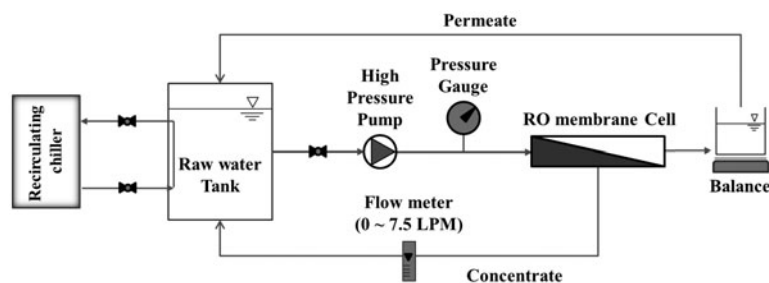 Permeate
High
Pressure
Pump
Pressure
Gauge
RO membrane Cell
Recirculating
chiller
Raw water
Tank
Balance
Flow meter
(0 ~ 7.5 LPM)
Concentrate